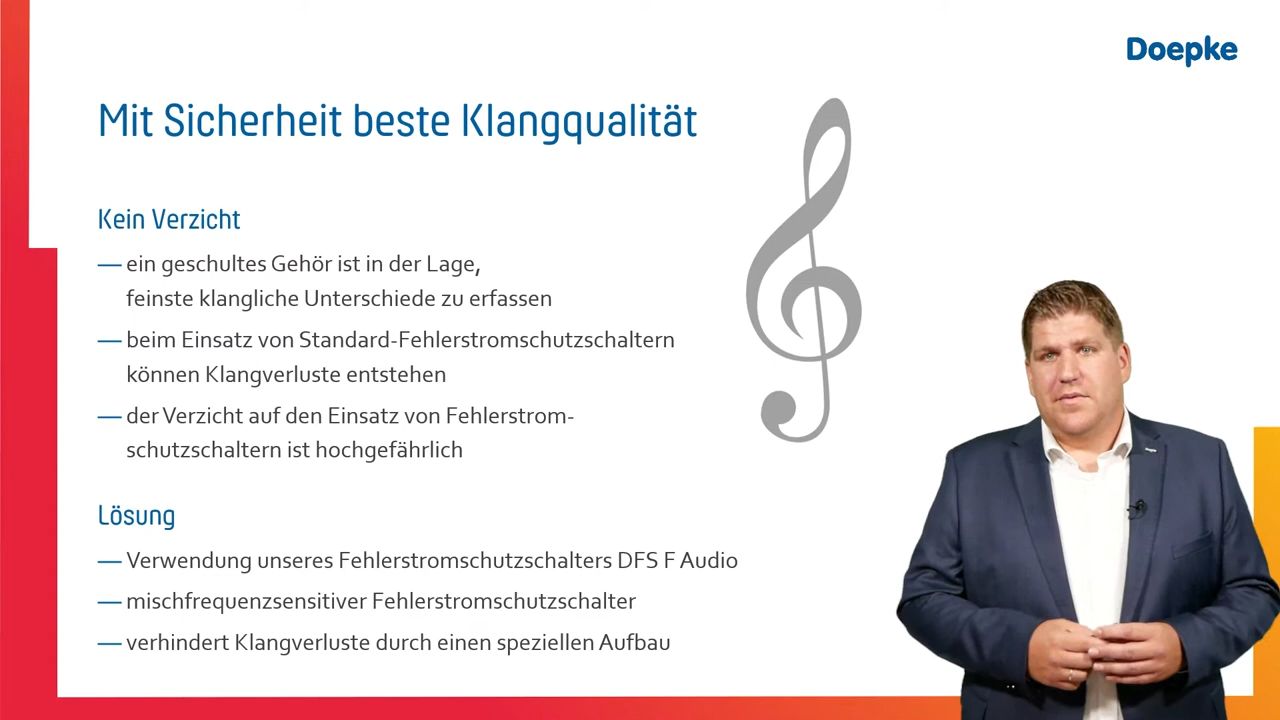 Doepke
Mit Sicherheit beste Klangqualität
Kein Verzicht
— ein geschultes Gehör ist in der Lage,
feinste klangliche Unterschiede zu erfassen
— beim Einsatz von Standard-Fehlerstromschutzschaltern
können Klangverluste entstehen
— der Verzicht auf den Einsatz von Fehlerstrom-
schutzschaltern ist hochgefährlich
Lösung
— Verwendung unseres Fehlerstromschutzschalters DFS F Audio
— mischfrequenzsensitiver Fehlerstromschutzschalter
— verhindert Klangverluste durch einen speziellen Aufbau